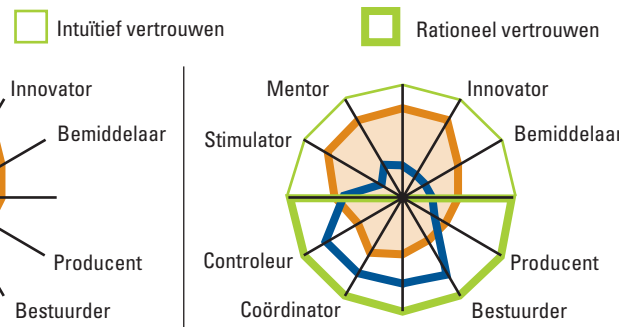 Intuïtief vertrouwen
Rationeel vertrouwen
Innovator
Bemiddelaar
Producent
Bestuurder
Mentor
Innovator
Stimulator
Bemiddelaar
Controleur
Producent
Coördinator
Bestuurder